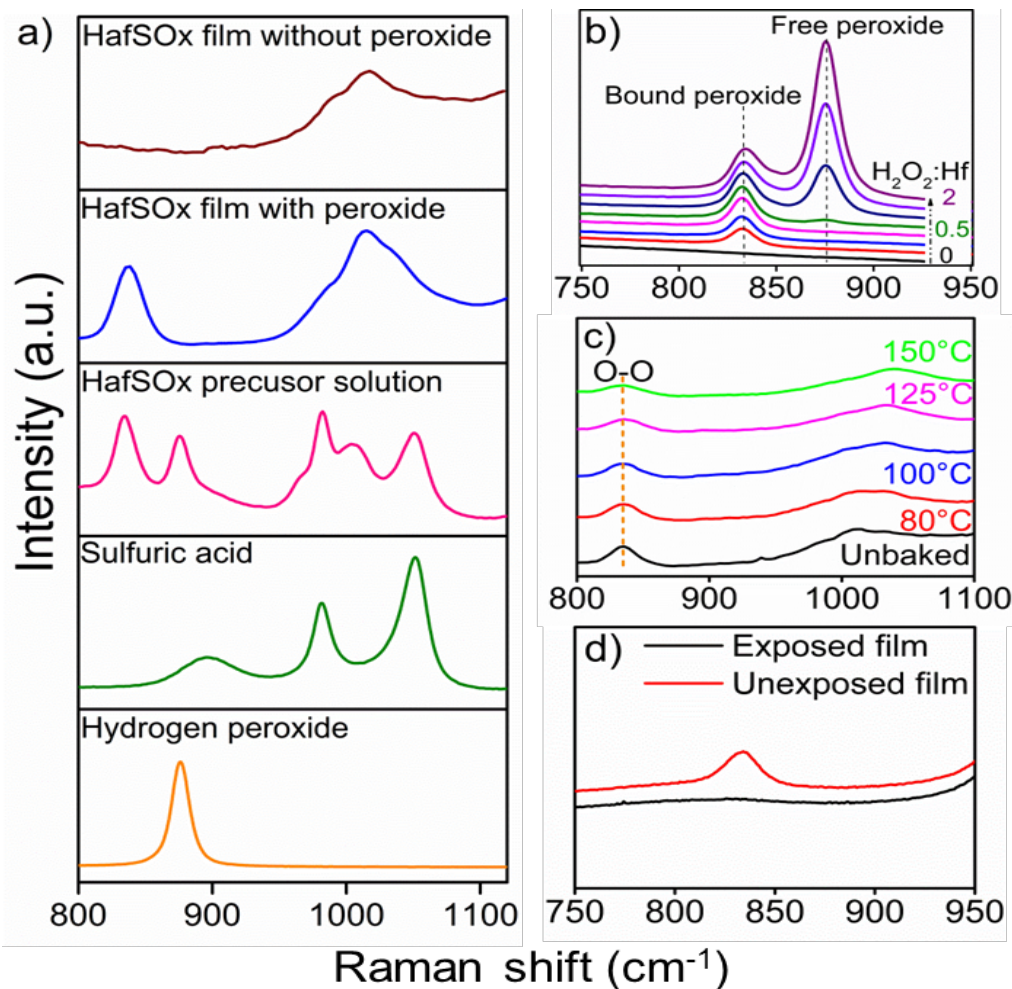 a)
HafSOx film without peroxide
HafSOx film with peroxide
HafSOx precusor solution
Sulfuric acid
Hydrogen peroxide
800 900 1000 1100
Intensity (a.u.)
b)
Free peroxide
Bound peroxide
H2O2:Hf
2
0.5
0
750 800 850 900 950
c)
O-O
150°C
125°C
100°C
80°C
Unbaked
800 900 1000 1100
d)
Exposed film
Unexposed film
750 800 850 900 950
Raman shift (cm-1)